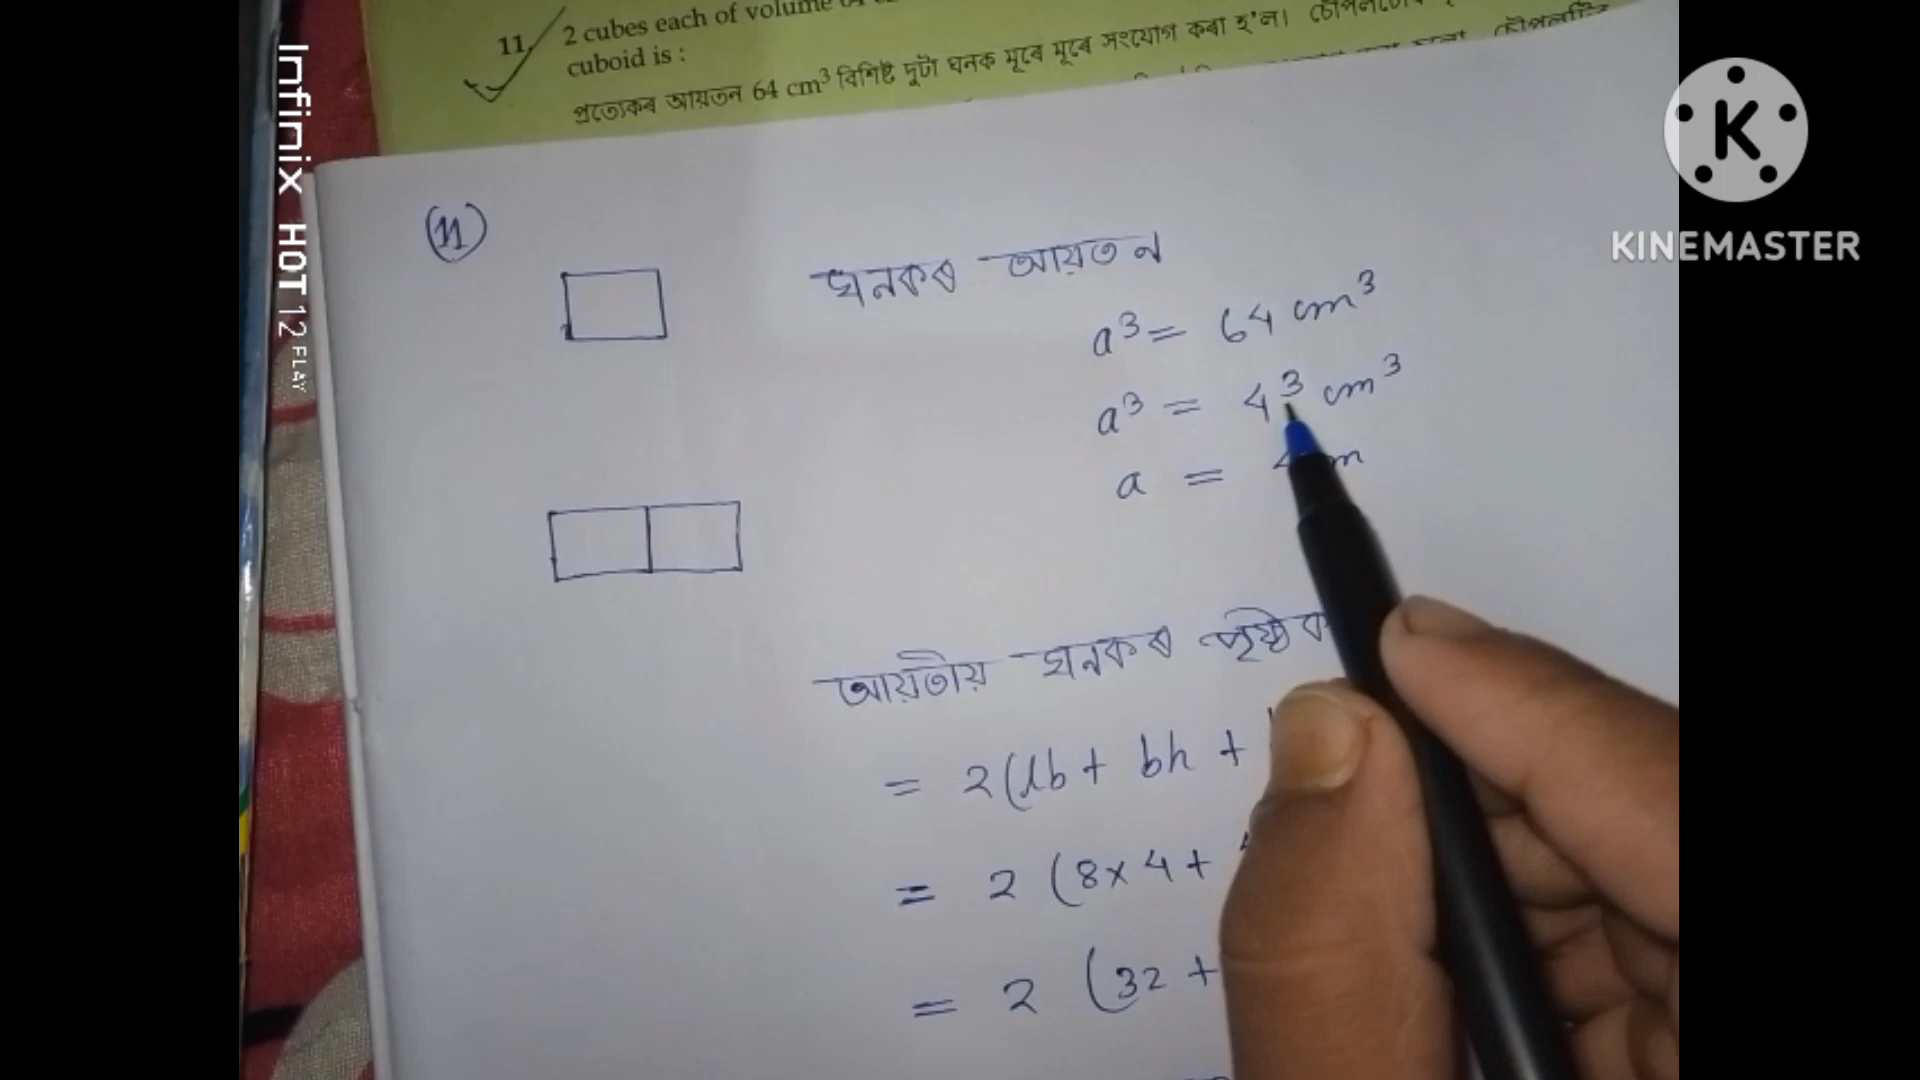 11. 2 cubes each of volume 64
cuboid is :
প্ৰত্যেকৰ আয়তন 64 cm³ বিশিষ্ট দুটা ঘনক মূৰে মূৰে সংযোগ কৰা হ'ল।
K
KINEMASTER
Infinix HOT 12 PLAY
(11)
ঘনকৰ আয়তন
a³ = 64 cm³
a³ = 4³ cm³
a =
আয়তীয় ঘনকৰ
= 2(lb + bh +
= 2 (8x4 +
= 2 (32 +